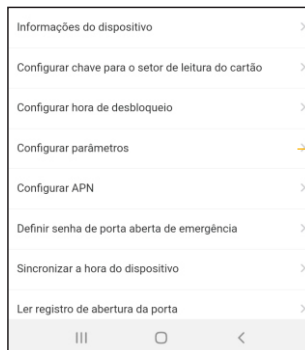 Informações do dispositivo
Configurar chave para o setor de leitura do cartão
Configurar hora de desbloqueio
Configurar parâmetros
Configurar APN
Definir senha de porta aberta de emergência
Sincronizar a hora do dispositivo
Ler registro de abertura da porta